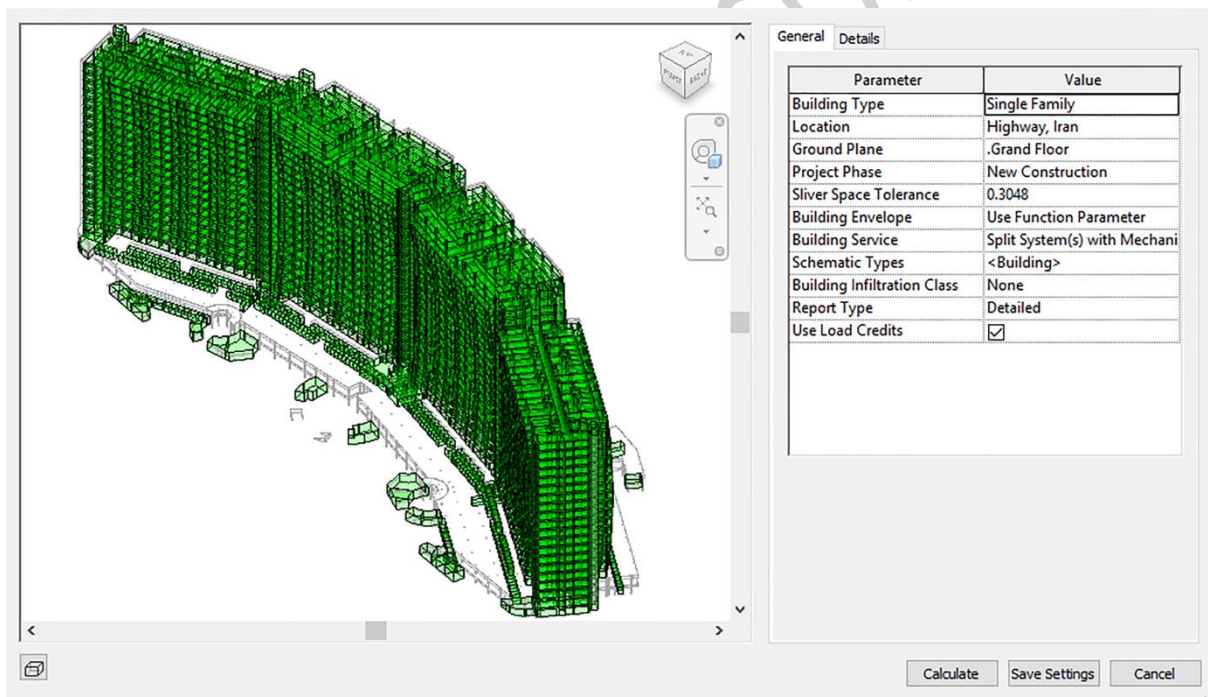 General Details
Parameter Value
Building Type Single Family
Location Highway, Iran
Ground Plane .Grand Floor
Project Phase New Construction
Sliver Space Tolerance 0.3048
Building Envelope Use Function Parameter
Building Service Split System(s) with Mechani
Schematic Types <Building>
Building Infiltration Class None
Report Type Detailed
Use Load Credits
Calculate Save Settings Cancel